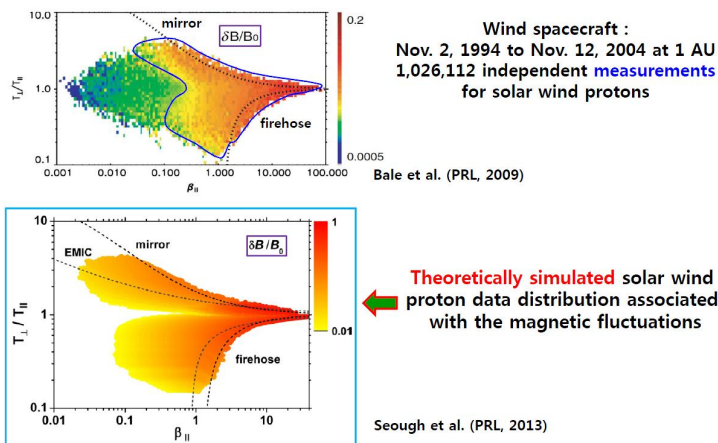 mirror
δB/B₀
firehose
10.0
1.0
0.1
T⊥/T∥
0.001
0.010
0.100
1.000
10.000
100.000
β∥
0.2
0.0005
Wind spacecraft :
Nov. 2, 1994 to Nov. 12, 2004 at 1 AU
1,026,112 independent measurements
for solar wind protons
Bale et al. (PRL, 2009)
10
1
0.1
T⊥ / T∥
EMIC
mirror
δB/B₀
firehose
1
0.01
0.01
0.1
1
10
β∥
Theoretically simulated solar wind
proton data distribution associated
with the magnetic fluctuations
Seough et al. (PRL, 2013)